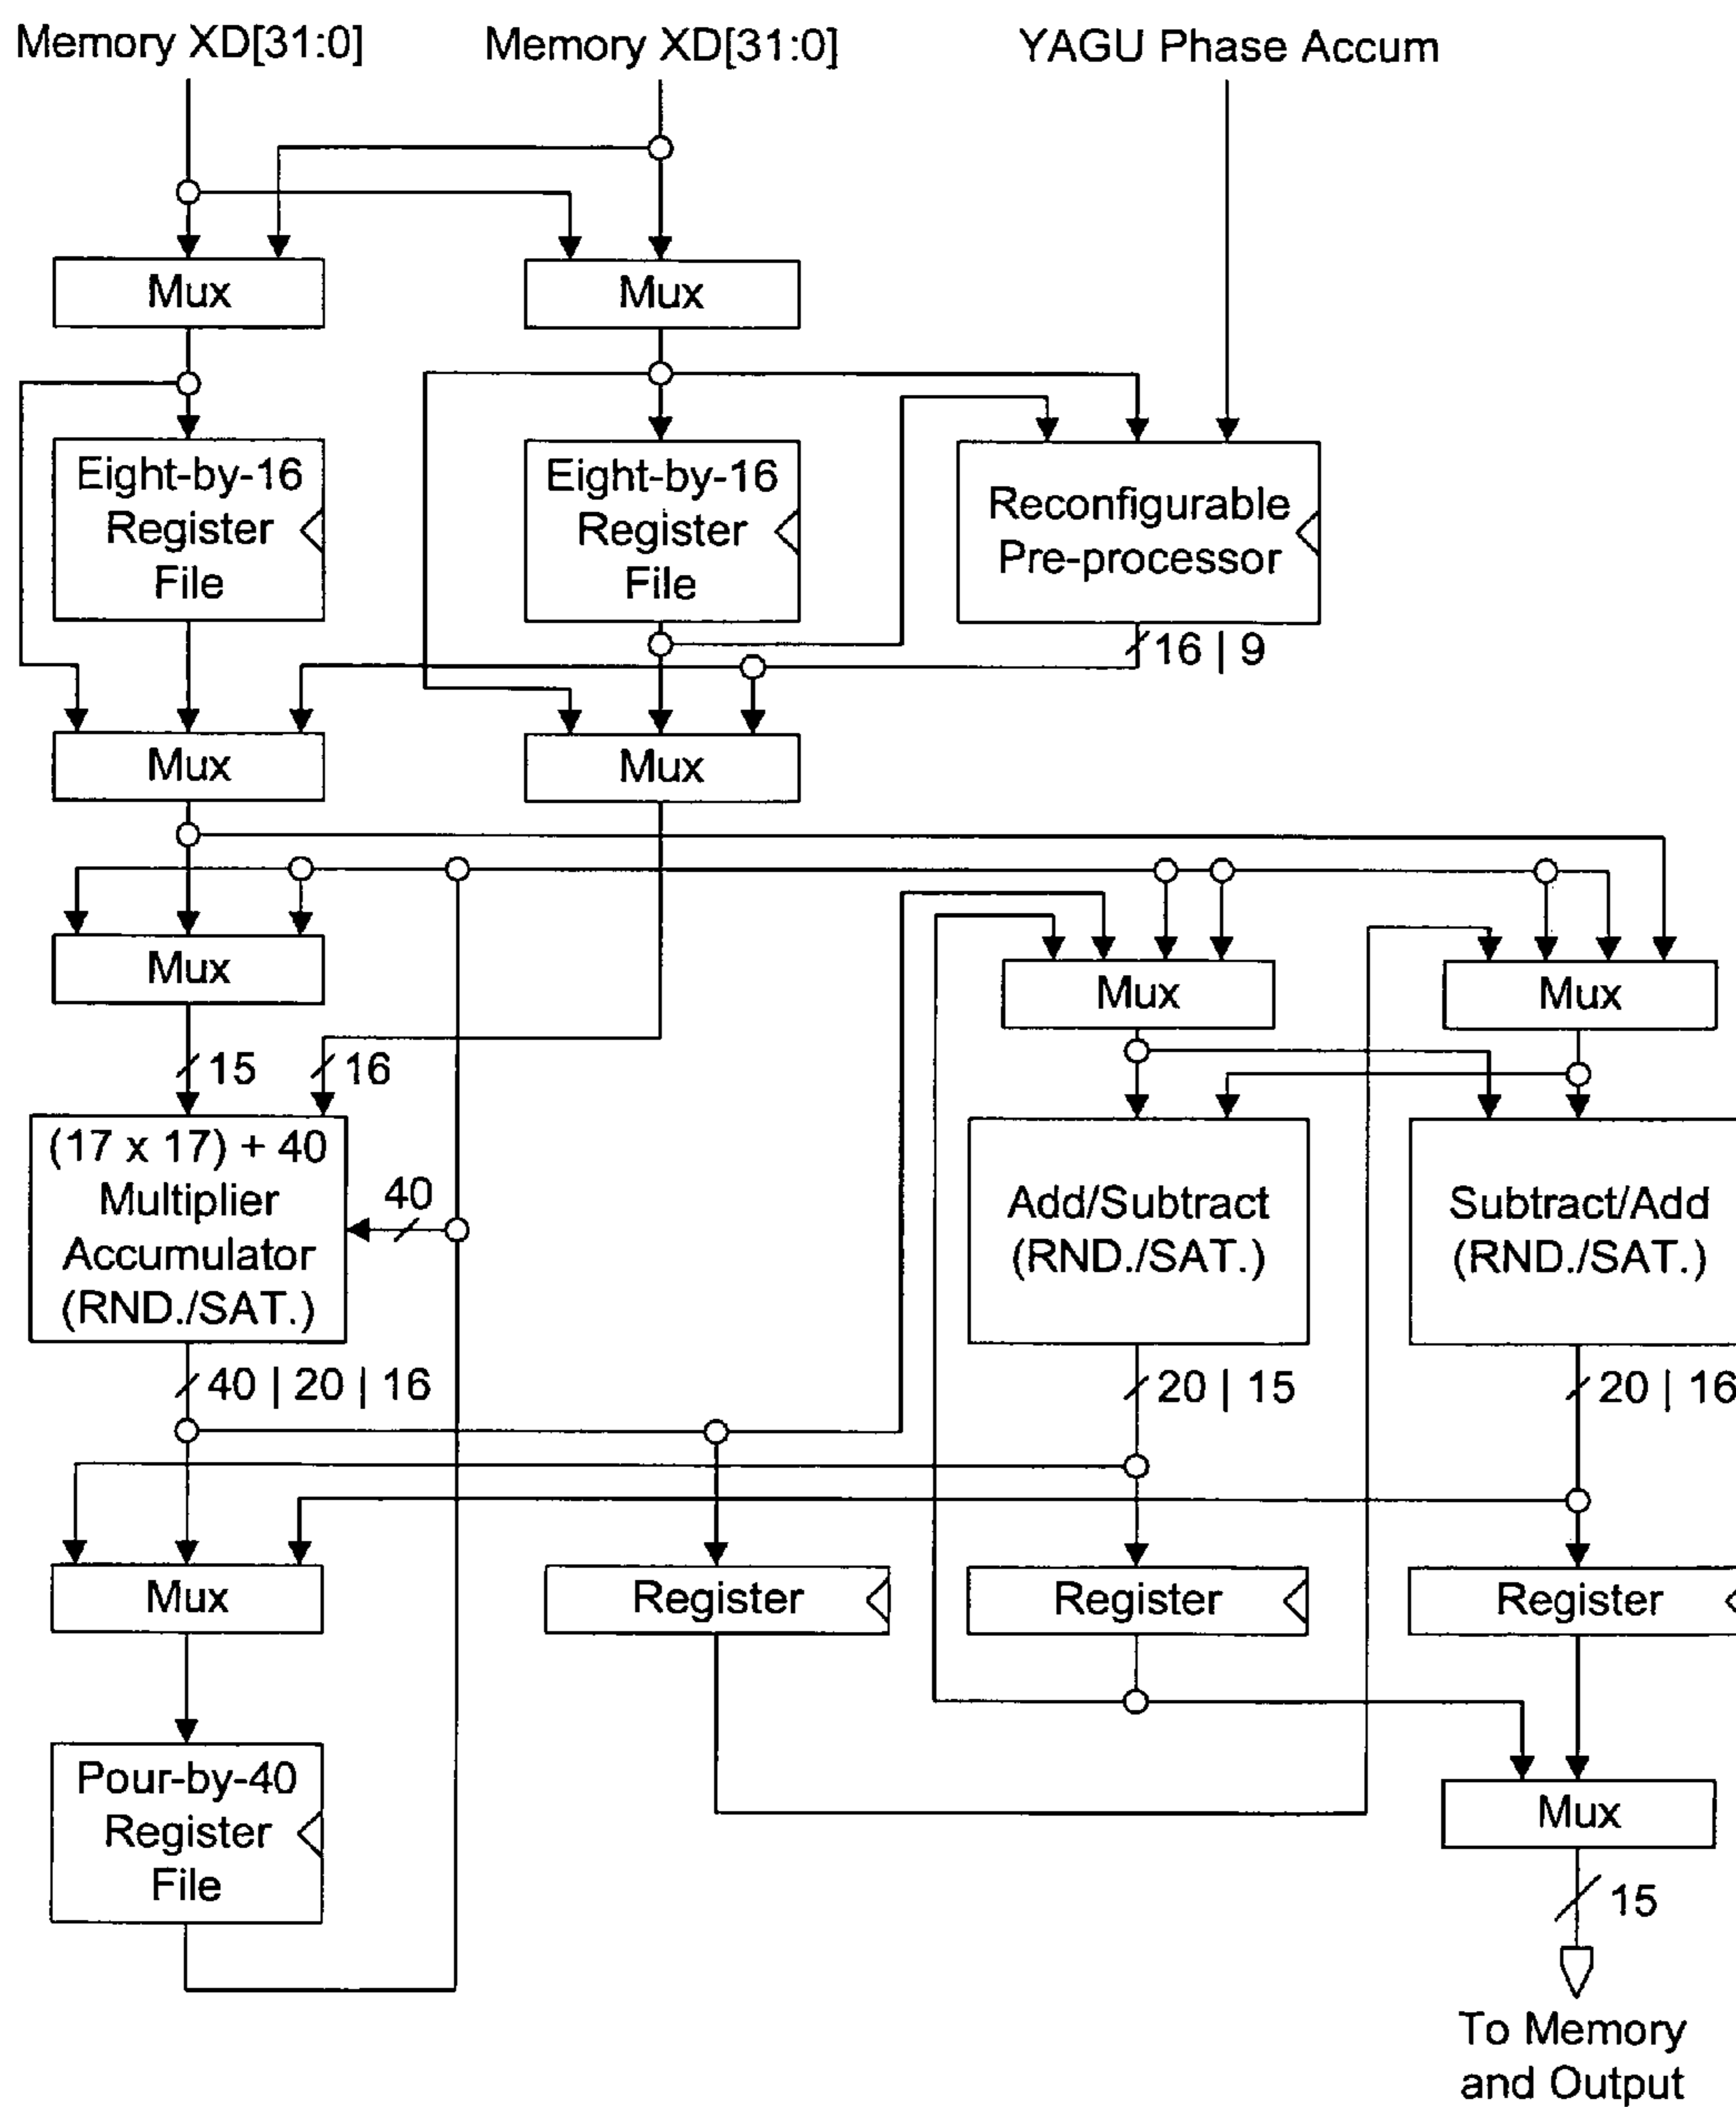 Memory XD[31:0]
Memory XD[31:0]
YAGU Phase Accum
Mux
Mux
Eight-by-16
Register
File
Eight-by-16
Register
File
Reconfigurable
Pre-processor
16 | 9
Mux
Mux
Mux
Mux
Mux
15
16
(17 x 17) + 40
Multiplier
Accumulator
(RND./SAT.)
40
Add/Subtract
(RND./SAT.)
Subtract/Add
(RND./SAT.)
40 | 20 | 16
20 | 15
20 | 16
Mux
Register
Register
Register
Pour-by-40
Register
File
Mux
15
To Memory
and Output